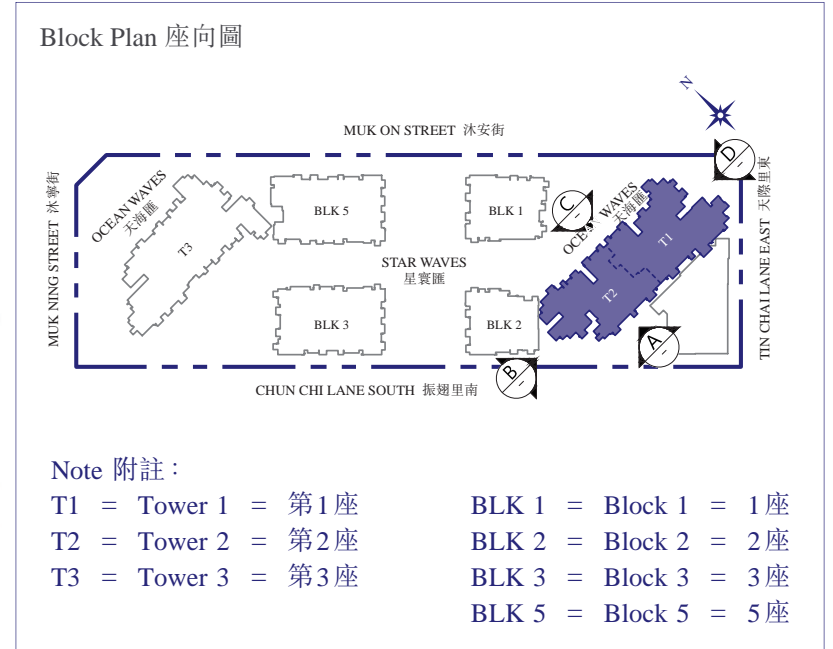 Block Plan 座向圖
N
MUK ON STREET 沐安街
D
MUK NING STREET 沐寧街
OCEAN WAVES
天海匯
T3
BLK 5
BLK 1
C
OCEAN WAVES
天海匯
T1
T2
TIN CHAI LANE EAST 天際里東
STAR WAVES
星寰匯
BLK 3
BLK 2
A
B
CHUN CHI LANE SOUTH 振翅里南
Note 附註：
T1 = Tower 1 = 第1座
T2 = Tower 2 = 第2座
T3 = Tower 3 = 第3座
BLK 1 = Block 1 = 1座
BLK 2 = Block 2 = 2座
BLK 3 = Block 3 = 3座
BLK 5 = Block 5 = 5座